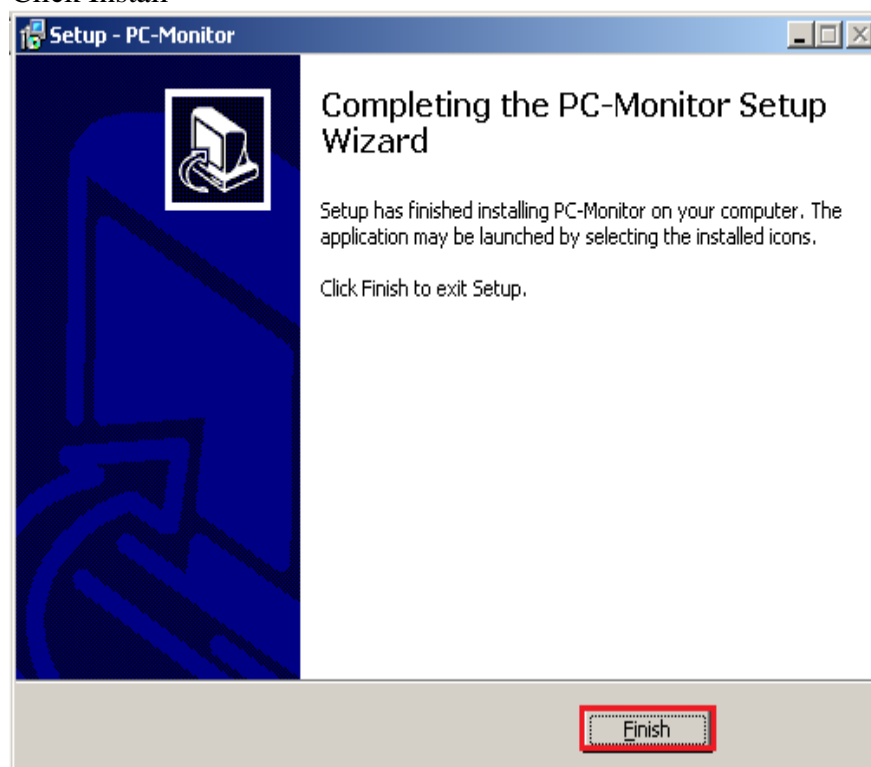 Click Install
Setup - PC-Monitor
Completing the PC-Monitor Setup
Wizard
Setup has finished installing PC-Monitor on your computer. The
application may be launched by selecting the installed icons.
Click Finish to exit Setup.
Finish